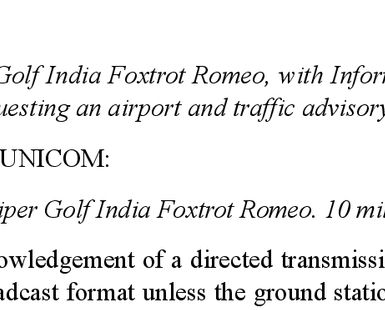 Golf India Foxtrot Romeo, with Infor
uesting an airport and traffic advisory
UNICOM:
iper Golf India Foxtrot Romeo. 10 mil
owledgement of a directed transmissi
adcast format unless the ground statio